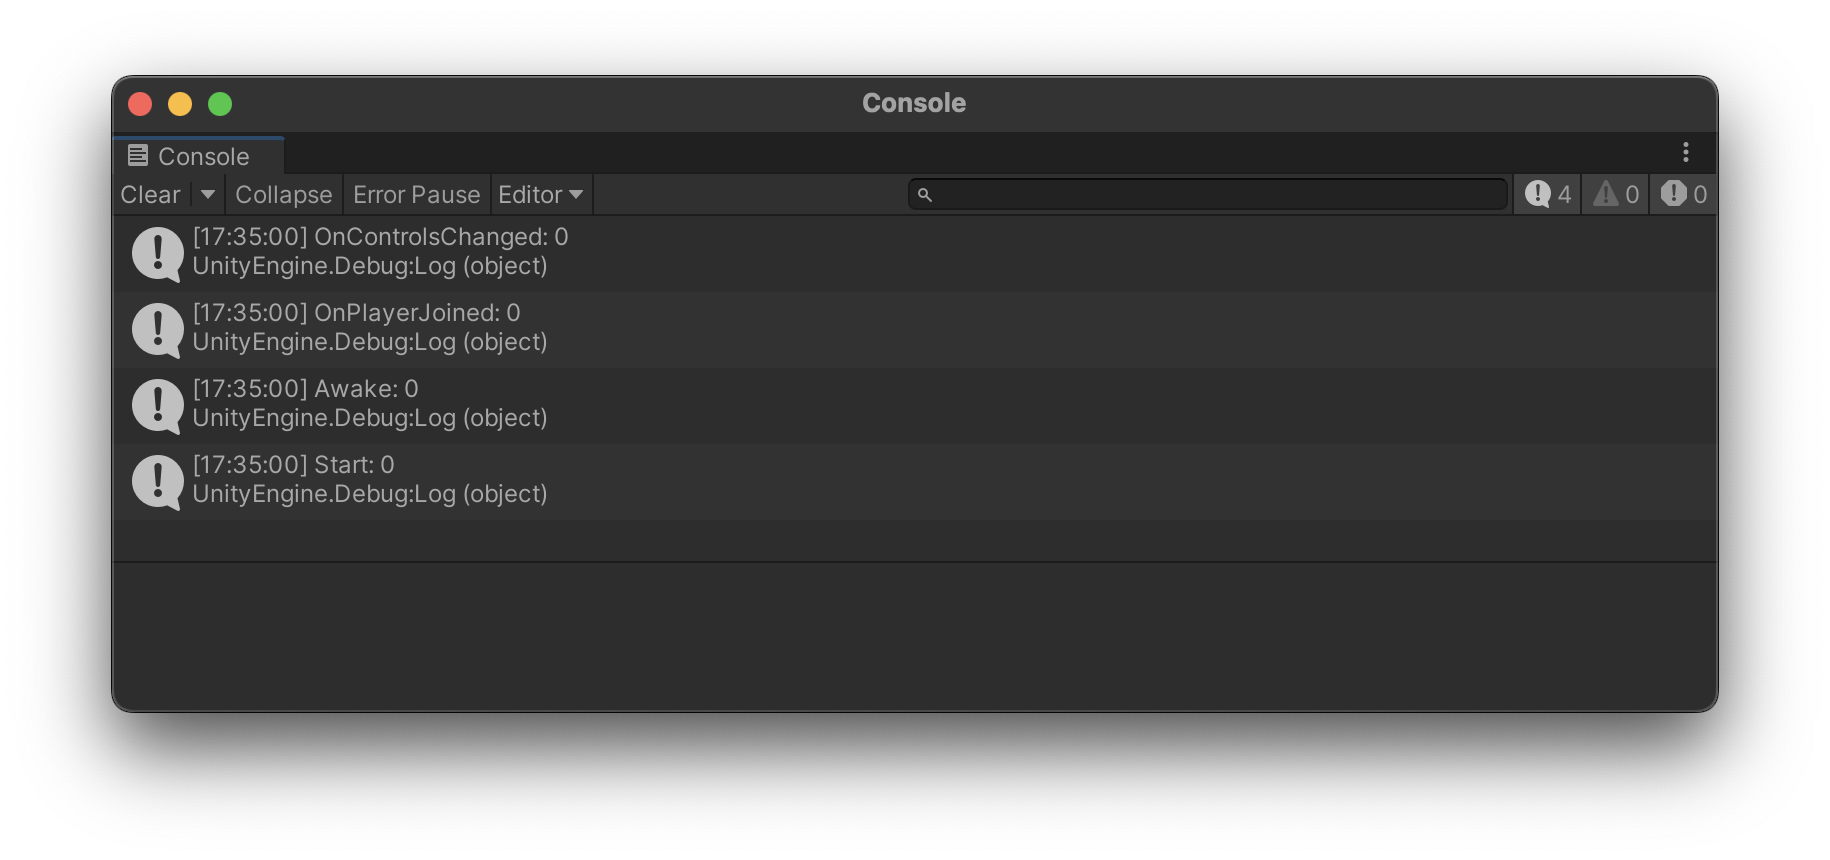 Console
Console
Clear Collapse Error Pause Editor 4 0 0
[17:35:00] OnControlsChanged: 0
UnityEngine.Debug:Log (object)
[17:35:00] OnPlayerJoined: 0
UnityEngine.Debug:Log (object)
[17:35:00] Awake: 0
UnityEngine.Debug:Log (object)
[17:35:00] Start: 0
UnityEngine.Debug:Log (object)